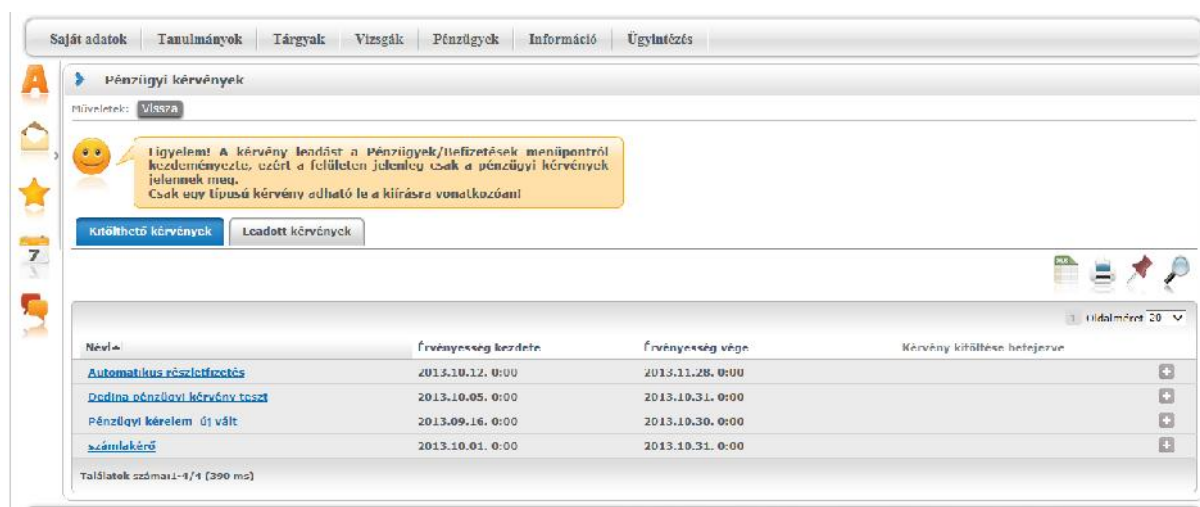 Saját adatok Tanulmányok Tárgyak Vizsgák Pénzügyek Információ Ügyintézés
Pénzügyi kérvények
Műveletek: Vissza
Figyelem! A kérvény leadást a Pénzügyek/Befizetések menüpontról
kezdeményezte, ezért a felületen jelenleg csak a pénzügyi kérvények
jelennek meg.
Csak egy típusú kérvény adható le a kiírásra vonatkozóan!
Kitölthető kérvények Leadott kérvények
7
1 Oldalméret 20
Név Érvényesség kezdete Érvényesség vége Kérvény kitöltése befejezve
Automatikus részletfizetés 2013.10.12. 0:00 2013.11.28. 0:00
Dedina pénzügyi kérvény teszt 2013.10.05. 0:00 2013.10.31. 0:00
Pénzügyi kérelem új vált 2013.09.16. 0:00 2013.10.30. 0:00
számlakérő 2013.10.01. 0:00 2013.10.31. 0:00
Találatok száma:1-4/4 (390 ms)